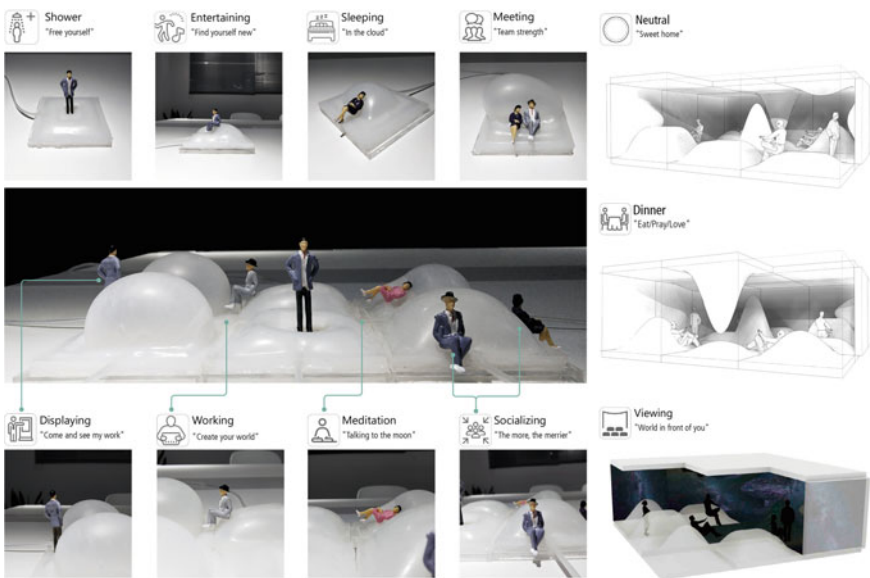 Shower
"Free yourself"
Entertaining
"Find yourself new"
Sleeping
"In the cloud"
Meeting
"Team strength"
Neutral
"Sweet home"
Dinner
"Eat/Pray/Love"
Displaying
"Come and see my work"
Working
"Create your world"
Meditation
"Talking to the moon"
Socializing
"The more, the merrier"
Viewing
"World in front of you"